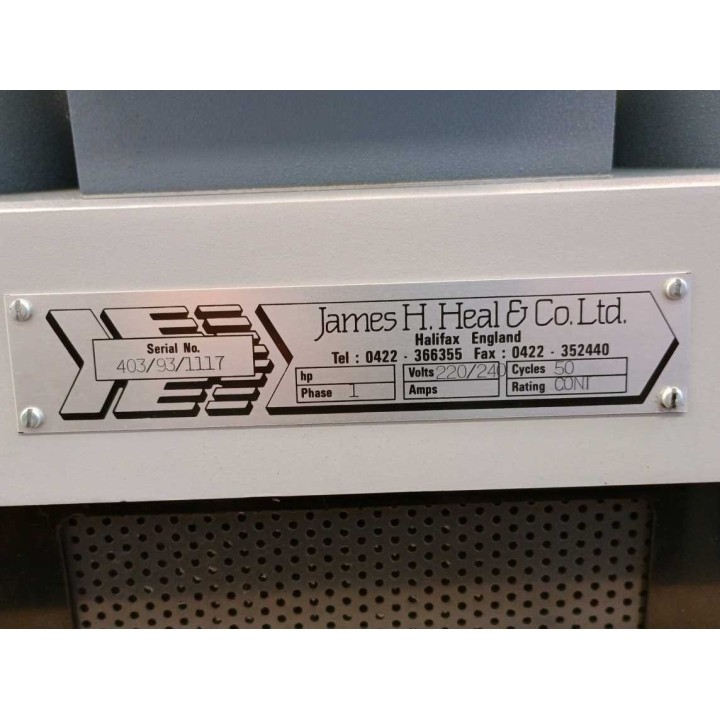 James H. Heal & Co. Ltd.
Halifax England
Tel : 0422 - 366355 Fax : 0422 - 352440
Serial No.
403/93/1117
hp
Volts 220/240
Cycles 50
Phase 1
Amps
Rating CONT